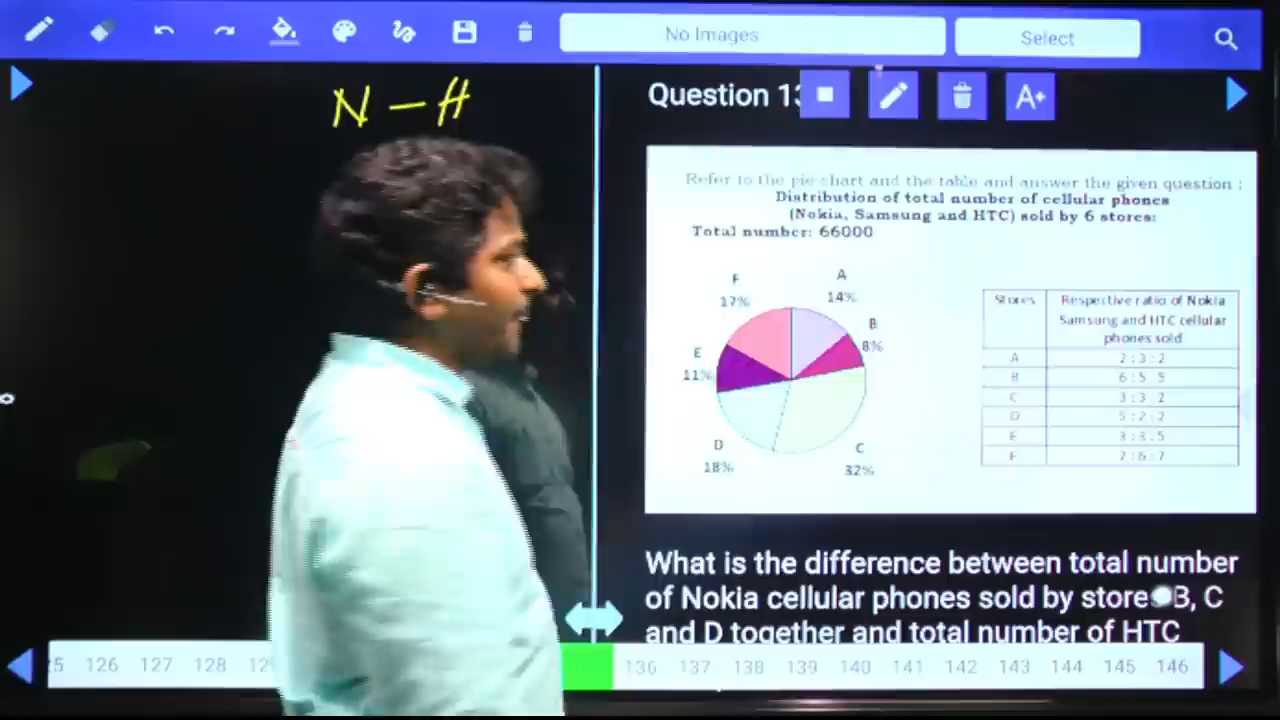 No Images
Select
N - H
Question 13
A+
Refer to the pie chart and the table and answer the given question :
Distribution of total number of cellular phones
(Nokia, Samsung and HTC) sold by 6 stores:
Total number: 66000
F
17%
A
14%
B
8%
E
11%
D
18%
C
32%
Stores
Respective ratio of Nokia
Samsung and HTC cellular
phones sold
A 2 : 3 : 2
B 6 : 5 : 5
C 3 : 3 : 2
D 5 : 2 : 2
E 3 : 3 : 5
F 7 : 6 : 7
What is the difference between total number
of Nokia cellular phones sold by stores B, C
and D together and total number of HTC
126 127 128 136 137 138 139 140 141 142 143 144 145 146